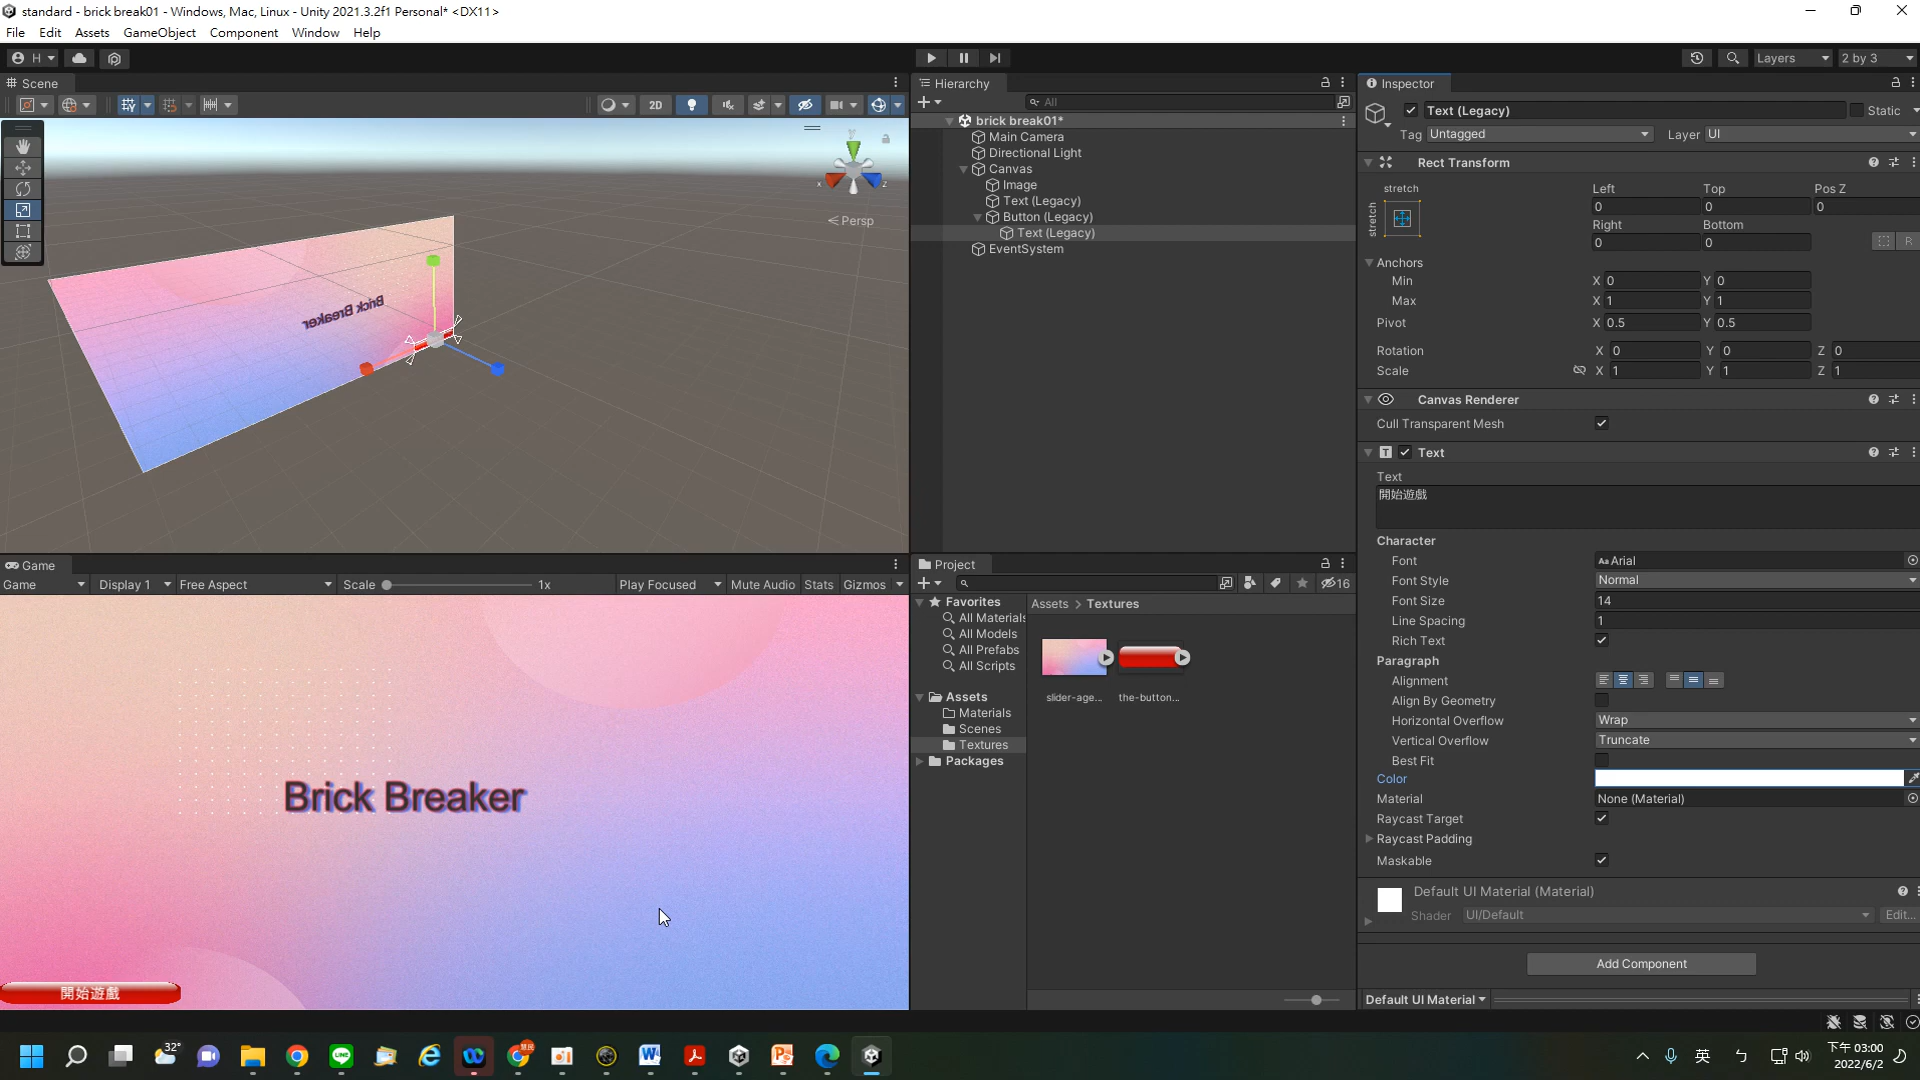 standard - brick break01 - Windows, Mac, Linux - Unity 2021.3.2f1 Personal* <DX11>
File Edit Assets GameObject Component Window Help
H Layers 2 by 3
Scene
2D
y
x z
Persp
Brick Breaker
Hierarchy
All
brick break01*
Main Camera
Directional Light
Canvas
Image
Text (Legacy)
Button (Legacy)
Text (Legacy)
EventSystem
Inspector
Text (Legacy) Static
Tag Untagged Layer UI
Rect Transform
stretch Left Top Pos Z
stretch 0 0 0
Right Bottom
0 0 R
Anchors
Min X 0 Y 0
Max X 1 Y 1
Pivot X 0.5 Y 0.5
Rotation X 0 Y 0 Z 0
Scale X 1 Y 1 Z 1
Canvas Renderer
Cull Transparent Mesh
T Text
Text
開始遊戲
Character
Font Aa Arial
Font Style Normal
Font Size 14
Line Spacing 1
Rich Text
Paragraph
Alignment
Align By Geometry
Horizontal Overflow Wrap
Vertical Overflow Truncate
Best Fit
Color
Material None (Material)
Raycast Target
Raycast Padding
Maskable
Default UI Material (Material)
Shader UI/Default Edit...
Add Component
Default UI Material
Game
Game Display 1 Free Aspect Scale 1x Play Focused Mute Audio Stats Gizmos
Brick Breaker
開始遊戲
Project
16
Favorites
All Materials
All Models
All Prefabs
All Scripts
Assets
Materials
Scenes
Textures
Packages
Assets > Textures
slider-age... the-button...
32°
英 下午 03:00
2022/6/2